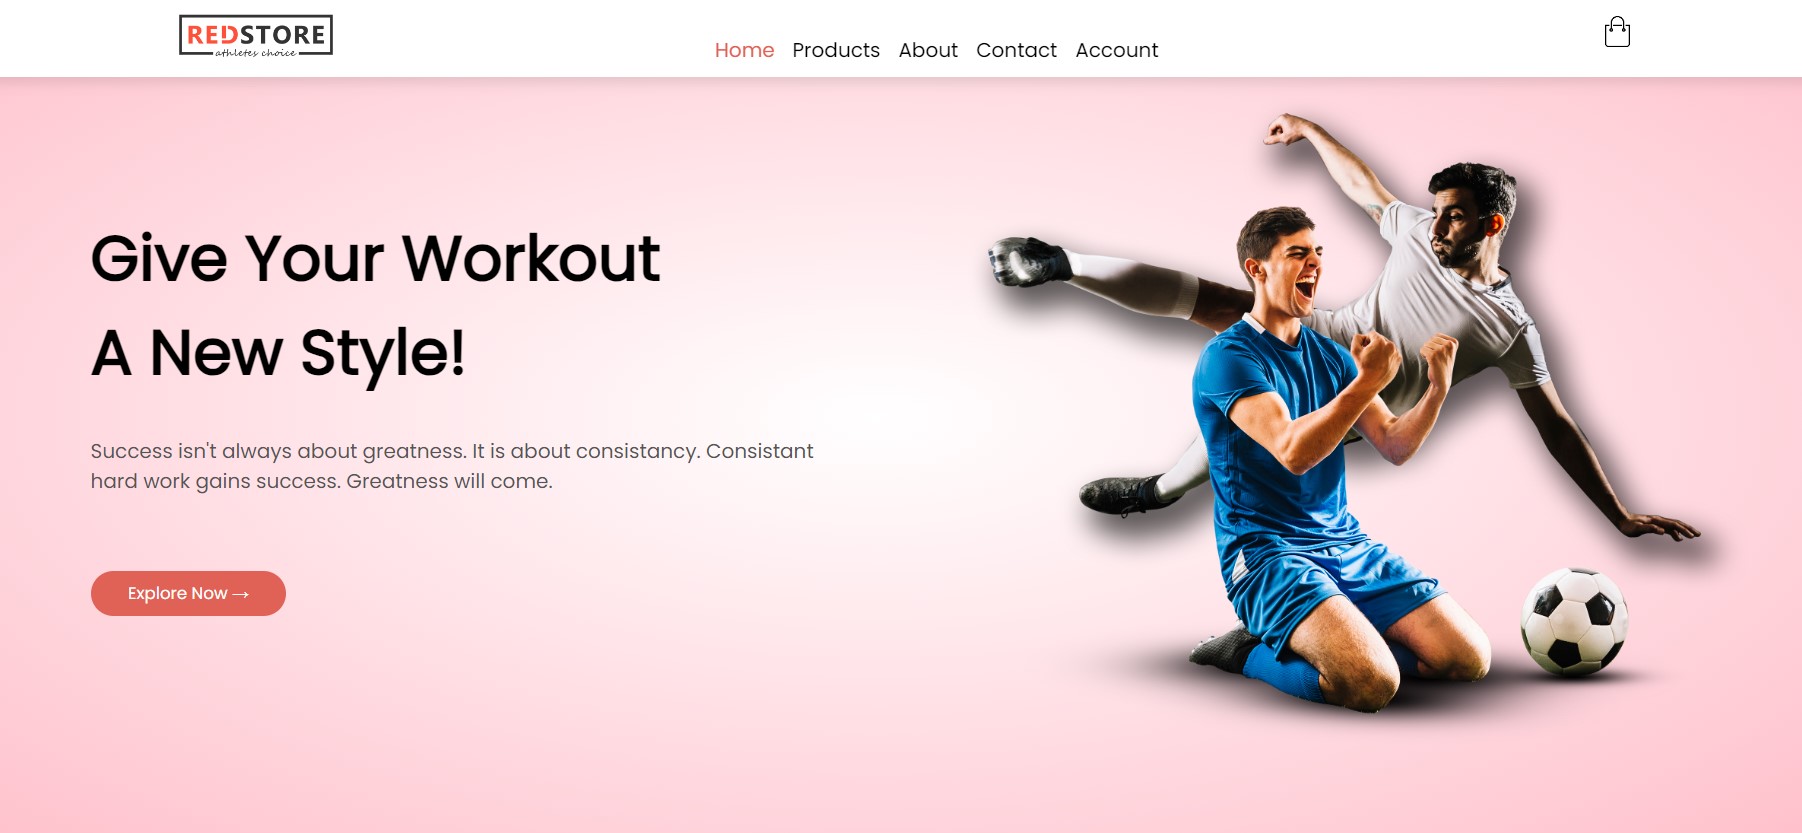 REDSTORE
athletes choice
Home Products About Contact Account
Give Your Workout
A New Style!
Success isn't always about greatness. It is about consistancy. Consistant
hard work gains success. Greatness will come.
Explore Now →